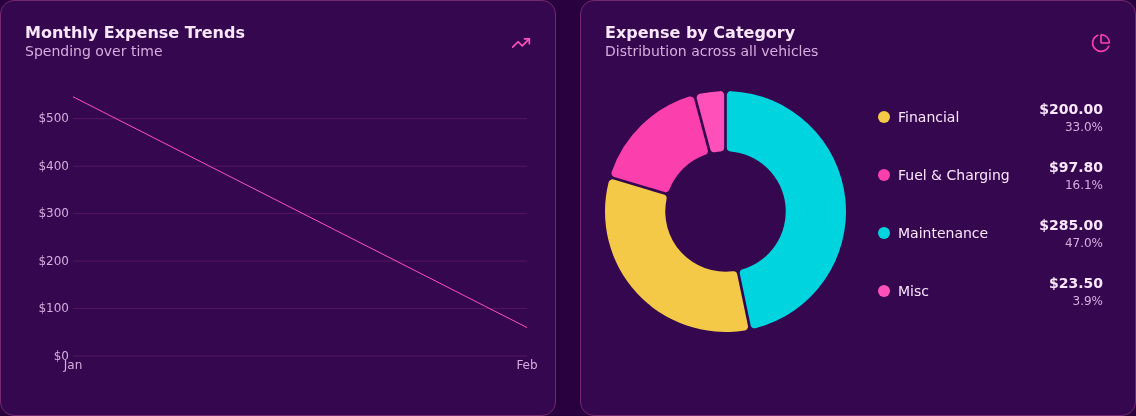 Monthly Expense Trends
Spending over time
$500
$400
$300
$200
$100
$0
Jan
Feb
Expense by Category
Distribution across all vehicles
Financial
$200.00
33.0%
Fuel & Charging
$97.80
16.1%
Maintenance
$285.00
47.0%
Misc
$23.50
3.9%